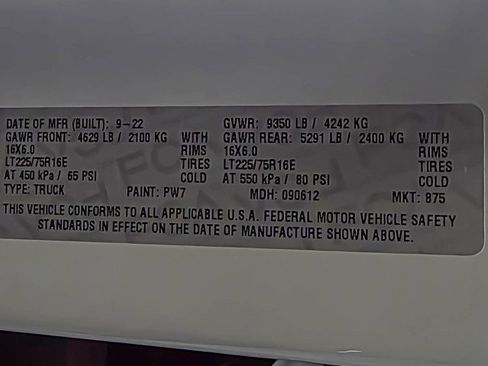 DATE OF MFR (BUILT): 9-22 GVWR: 9350 LB / 4242 KG
GAWR FRONT: 4629 LB / 2100 KG WITH GAWR REAR: 5291 LB / 2400 KG WITH
16X6.0 RIMS 16X6.0 RIMS
LT225/75R16E TIRES LT225/75R16E TIRES
AT 450 kPa / 65 PSI COLD AT 550 kPa / 80 PSI COLD
TYPE: TRUCK PAINT: PW7 MDH: 090612 MKT: 875
THIS VEHICLE CONFORMS TO ALL APPLICABLE U.S.A. FEDERAL MOTOR VEHICLE SAFETY
STANDARDS IN EFFECT ON THE DATE OF MANUFACTURE SHOWN ABOVE.